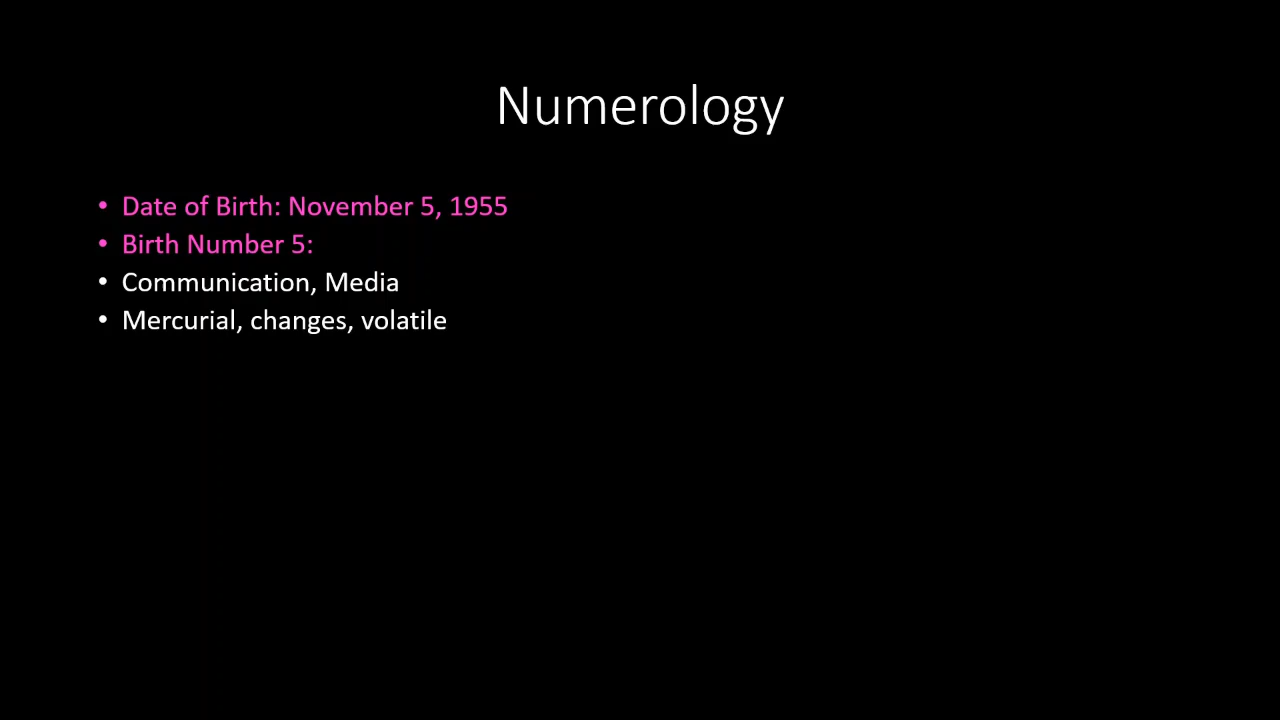 Numerology
• Date of Birth: November 5, 1955
• Birth Number 5:
• Communication, Media
• Mercurial, changes, volatile